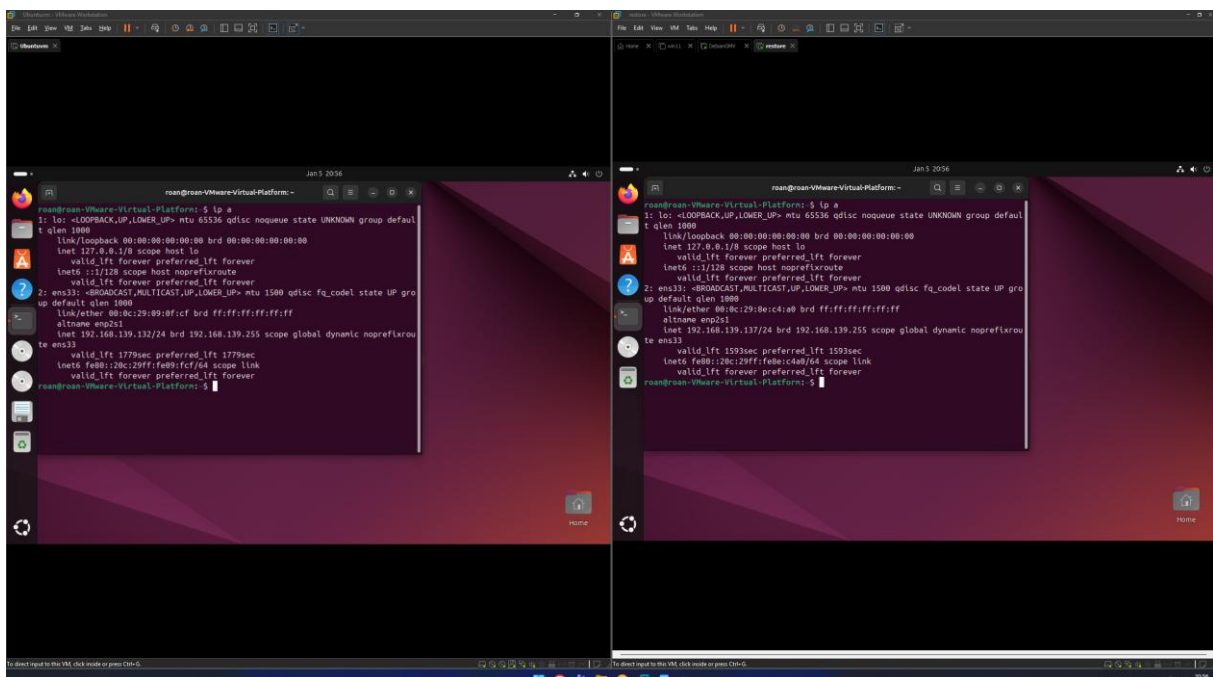 Ubuntuvm - VMware Workstation
File Edit View VM Tabs Help
Ubuntuvm
Jan 5 20:56
roan@roan-VMware-Virtual-Platform: ~
roan@roan-VMware-Virtual-Platform:~$ ip a
1: lo: <LOOPBACK,UP,LOWER_UP> mtu 65536 qdisc noqueue state UNKNOWN group defaul
t qlen 1000
link/loopback 00:00:00:00:00:00 brd 00:00:00:00:00:00
inet 127.0.0.1/8 scope host lo
valid_lft forever preferred_lft forever
inet6 ::1/128 scope host noprefixroute
valid_lft forever preferred_lft forever
2: ens33: <BROADCAST,MULTICAST,UP,LOWER_UP> mtu 1500 qdisc fq_codel state UP gro
up default qlen 1000
link/ether 00:0c:29:09:0f:cf brd ff:ff:ff:ff:ff:ff
altname enp2s1
inet 192.168.139.132/24 brd 192.168.139.255 scope global dynamic noprefixrou
te ens33
valid_lft 1779sec preferred_lft 1779sec
inet6 fe80::20c:29ff:fe09:fcf/64 scope link
valid_lft forever preferred_lft forever
roan@roan-VMware-Virtual-Platform:~$
Home
To direct input to this VM, click inside or press Ctrl+G.
restore - VMware Workstation
File Edit View VM Tabs Help
Home
win11
DebianOMV
restore
Jan 5 20:56
roan@roan-VMware-Virtual-Platform: ~
roan@roan-VMware-Virtual-Platform:~$ ip a
1: lo: <LOOPBACK,UP,LOWER_UP> mtu 65536 qdisc noqueue state UNKNOWN group defaul
t qlen 1000
link/loopback 00:00:00:00:00:00 brd 00:00:00:00:00:00
inet 127.0.0.1/8 scope host lo
valid_lft forever preferred_lft forever
inet6 ::1/128 scope host noprefixroute
valid_lft forever preferred_lft forever
2: ens33: <BROADCAST,MULTICAST,UP,LOWER_UP> mtu 1500 qdisc fq_codel state UP gro
up default qlen 1000
link/ether 00:0c:29:8e:c4:a0 brd ff:ff:ff:ff:ff:ff
altname enp2s1
inet 192.168.139.137/24 brd 192.168.139.255 scope global dynamic noprefixrou
te ens33
valid_lft 1593sec preferred_lft 1593sec
inet6 fe80::20c:29ff:fe8e:c4a0/64 scope link
valid_lft forever preferred_lft forever
roan@roan-VMware-Virtual-Platform:~$
Home
To direct input to this VM, click inside or press Ctrl+G.
20:56